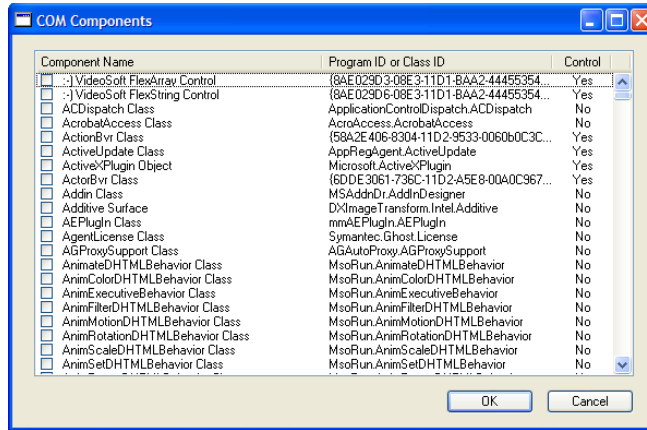 COM Components
Component Name Program ID or Class ID Control
:-) VideoSoft FlexArray Control {8AE029D3-08E3-11D1-BAA2-44455354... Yes
:-) VideoSoft FlexString Control {8AE029D6-08E3-11D1-BAA2-44455354... Yes
ACDispatch Class ApplicationControlDispatch.ACDispatch No
AcrobatAccess Class AcroAccess.AcrobatAccess No
ActionBvr Class {58A2E406-8304-11D2-9533-0060b0C3C... Yes
ActiveUpdate Class AppRegAgent.ActiveUpdate Yes
ActiveXPlugin Object Microsoft.ActiveXPlugin Yes
ActorBvr Class {6DDE3061-736C-11D2-A5E8-00A0C967... Yes
Addin Class MSAddnDr.AddInDesigner No
Additive Surface DXImageTransform.Intel.Additive No
AEPlugIn Class mmAEPlugIn.AEPlugIn No
AgentLicense Class Symantec.Ghost.License No
AGProxySupport Class AGAutoProxy.AGProxySupport No
AnimateDHTMLBehavior Class MsoRun.AnimateDHTMLBehavior No
AnimColorDHTMLBehavior Class MsoRun.AnimColorDHTMLBehavior No
AnimExecutiveBehavior Class MsoRun.AnimExecutiveBehavior No
AnimFilterDHTMLBehavior Class MsoRun.AnimFilterDHTMLBehavior No
AnimMotionDHTMLBehavior Class MsoRun.AnimMotionDHTMLBehavior No
AnimRotationDHTMLBehavior Class MsoRun.AnimRotationDHTMLBehavior No
AnimScaleDHTMLBehavior Class MsoRun.AnimScaleDHTMLBehavior No
AnimSetDHTMLBehavior Class MsoRun.AnimSetDHTMLBehavior No
OK Cancel